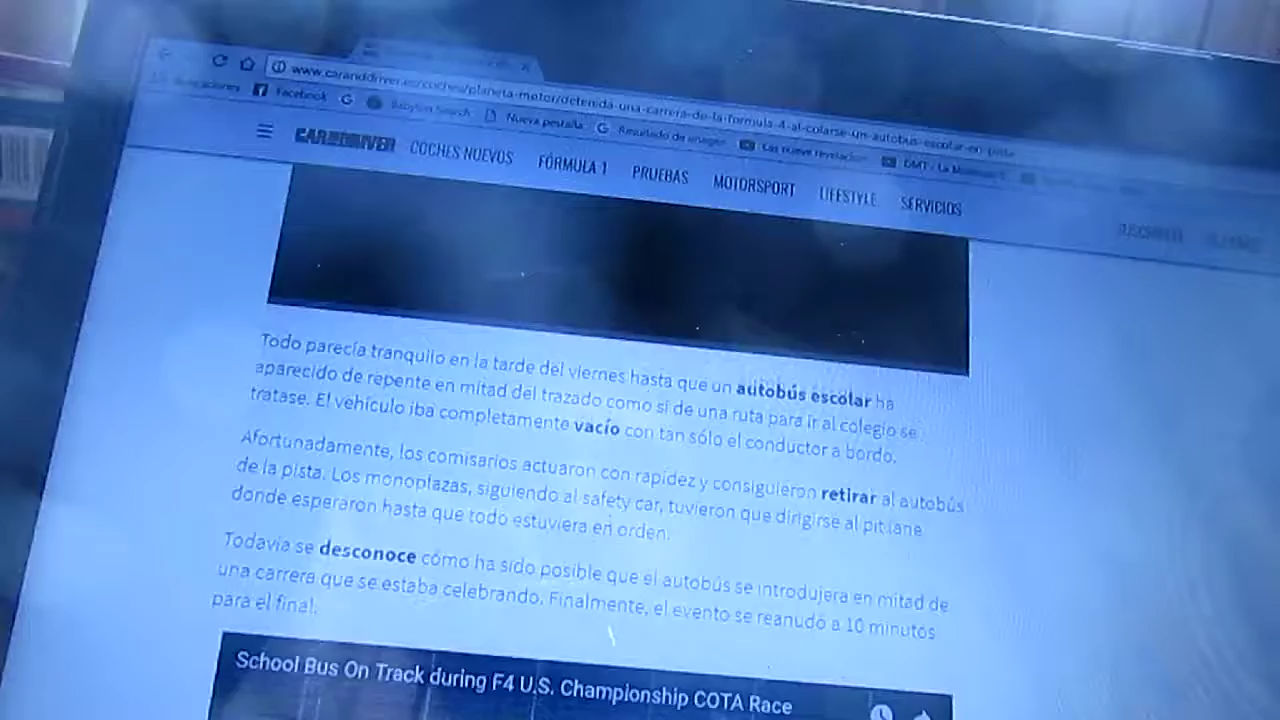 www.caranddriver.es/coches/planeta-motor/detenida-una-carrera-de-la-formula-4-al-colarse-un-autobus-escolar-en-pista
Facebook
Babylon Search
Nueva pestaña
Resultado de imagen
Las nueve revelacion
DMT - La Molécula
CAR AND DRIVER
COCHES NUEVOS
FÓRMULA 1
PRUEBAS
MOTORSPORT
LIFESTYLE
SERVICIOS
Todo parecía tranquilo en la tarde del viernes hasta que un autobús escolar ha
aparecido de repente en mitad del trazado como si de una ruta para ir al colegio se
tratase. El vehículo iba completamente vacío con tan sólo el conductor a bordo.
Afortunadamente, los comisarios actuaron con rapidez y consiguieron retirar al autobús
de la pista. Los monoplazas, siguiendo al safety car, tuvieron que dirigirse al pit lane
donde esperaron hasta que todo estuviera en orden.
Todavía se desconoce cómo ha sido posible que el autobús se introdujera en mitad de
una carrera que se estaba celebrando. Finalmente, el evento se reanudó a 10 minutos
para el final.
School Bus On Track during F4 U.S. Championship COTA Race